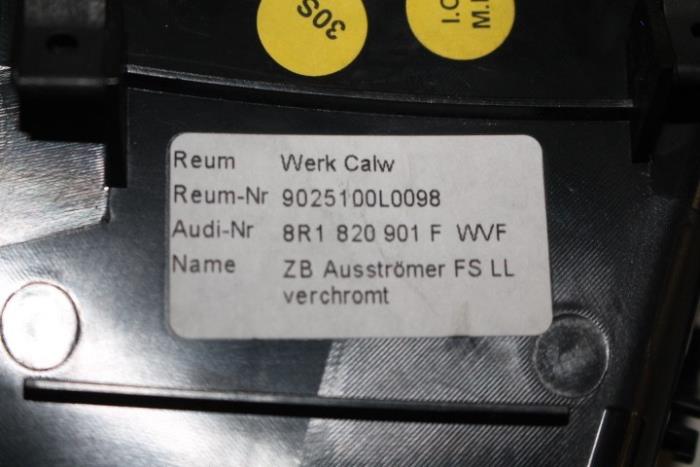 30S
I.O
M.I
Reum Werk Calw
Reum-Nr 9025100L0098
Audi-Nr 8R1 820 901 F WVF
Name ZB Ausströmer FS LL
verchromt